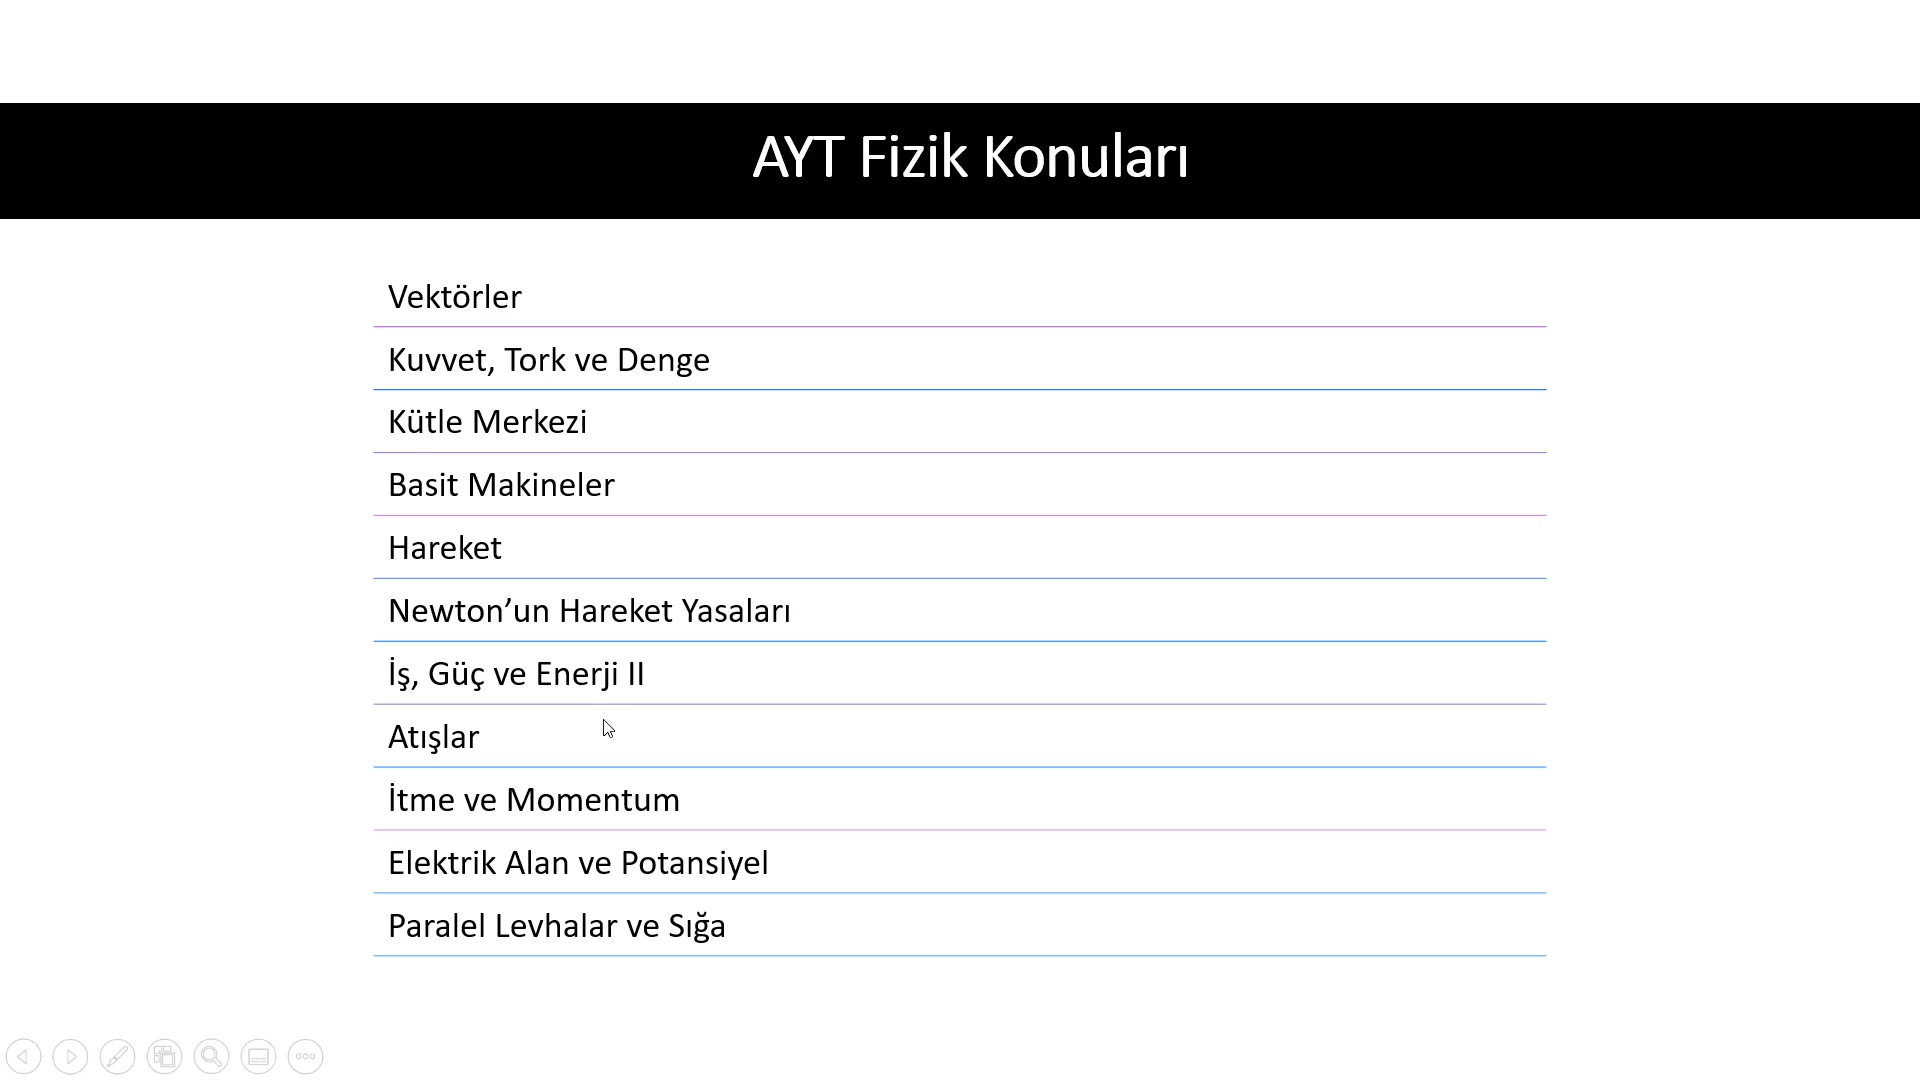 AYT Fizik Konuları
Vektörler
Kuvvet, Tork ve Denge
Kütle Merkezi
Basit Makineler
Hareket
Newton’un Hareket Yasaları
İş, Güç ve Enerji II
Atışlar
İtme ve Momentum
Elektrik Alan ve Potansiyel
Paralel Levhalar ve Sığa